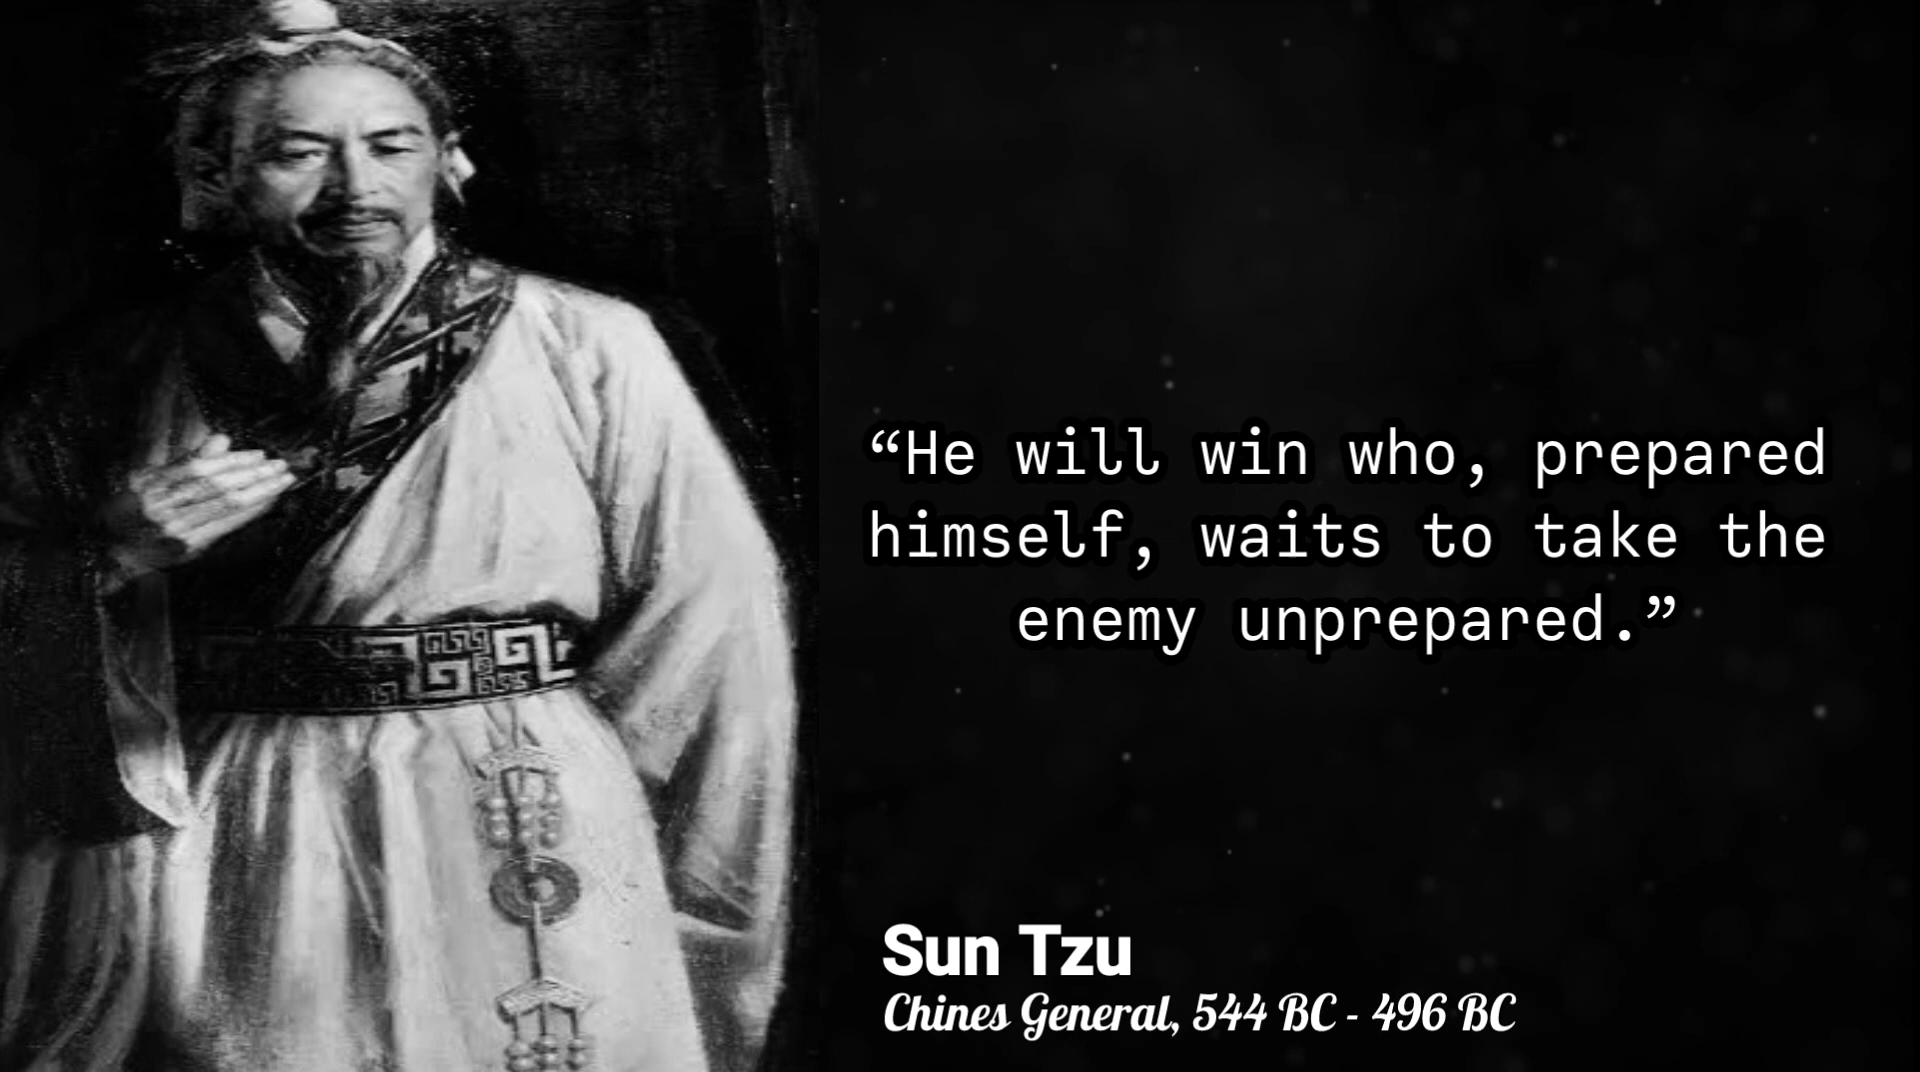 “He will win who, prepared
himself, waits to take the
enemy unprepared.”
Sun Tzu
Chines General, 544 BC - 496 BC